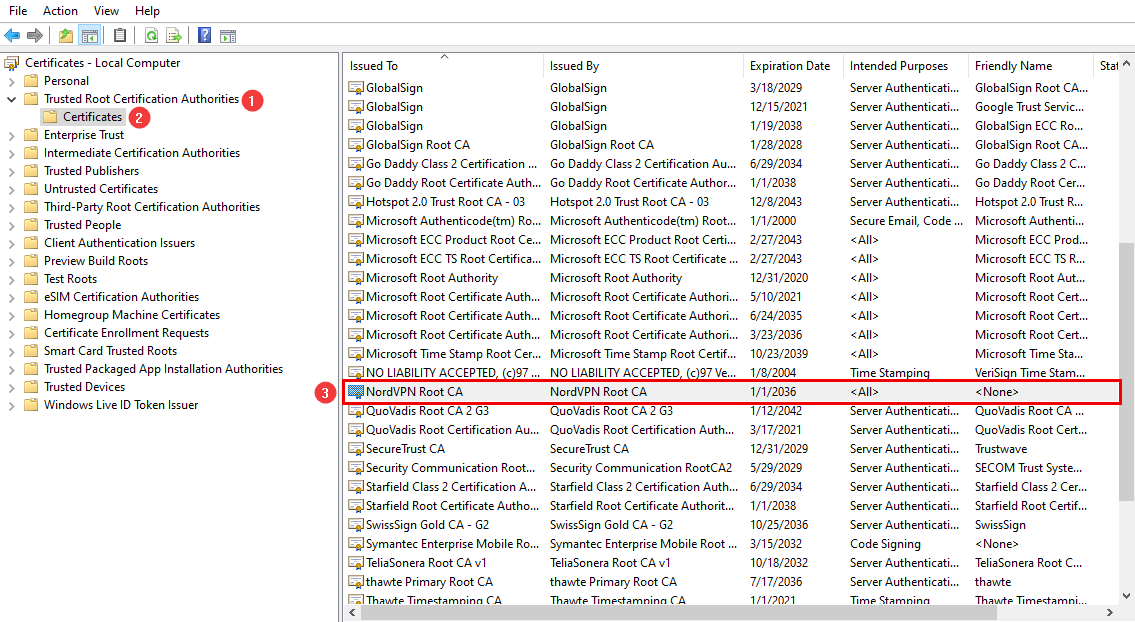 File Action View Help
Certificates - Local Computer
Personal
Trusted Root Certification Authorities 1
Certificates 2
Enterprise Trust
Intermediate Certification Authorities
Trusted Publishers
Untrusted Certificates
Third-Party Root Certification Authorities
Trusted People
Client Authentication Issuers
Preview Build Roots
Test Roots
eSIM Certification Authorities
Homegroup Machine Certificates
Certificate Enrollment Requests
Smart Card Trusted Roots
Trusted Packaged App Installation Authorities
Trusted Devices
Windows Live ID Token Issuer
Issued To Issued By Expiration Date Intended Purposes Friendly Name Stat
GlobalSign GlobalSign 3/18/2029 Server Authenticati... GlobalSign Root CA...
GlobalSign GlobalSign 12/15/2021 Server Authenticati... Google Trust Servic...
GlobalSign GlobalSign 1/19/2038 Server Authenticati... GlobalSign ECC Ro...
GlobalSign Root CA GlobalSign Root CA 1/28/2028 Server Authenticati... GlobalSign Root CA...
Go Daddy Class 2 Certification ... Go Daddy Class 2 Certification Au... 6/29/2034 Server Authenticati... Go Daddy Class 2 C...
Go Daddy Root Certificate Auth... Go Daddy Root Certificate Author... 1/1/2038 Server Authenticati... Go Daddy Root Cer...
Hotspot 2.0 Trust Root CA - 03 Hotspot 2.0 Trust Root CA - 03 12/8/2043 Server Authenticati... Hotspot 2.0 Trust R...
Microsoft Authenticode(tm) Ro... Microsoft Authenticode(tm) Root... 1/1/2000 Secure Email, Code ... Microsoft Authenti...
Microsoft ECC Product Root Ce... Microsoft ECC Product Root Certi... 2/27/2043 <All> Microsoft ECC Prod...
Microsoft ECC TS Root Certifica... Microsoft ECC TS Root Certificate ... 2/27/2043 <All> Microsoft ECC TS R...
Microsoft Root Authority Microsoft Root Authority 12/31/2020 <All> Microsoft Root Aut...
Microsoft Root Certificate Auth... Microsoft Root Certificate Authori... 5/10/2021 <All> Microsoft Root Cert...
Microsoft Root Certificate Auth... Microsoft Root Certificate Authori... 6/24/2035 <All> Microsoft Root Cert...
Microsoft Root Certificate Auth... Microsoft Root Certificate Authori... 3/23/2036 <All> Microsoft Root Cert...
Microsoft Time Stamp Root Cer... Microsoft Time Stamp Root Certif... 10/23/2039 <All> Microsoft Time Sta...
NO LIABILITY ACCEPTED, (c)97 ... NO LIABILITY ACCEPTED, (c)97 Ve... 1/8/2004 Time Stamping VeriSign Time Stam...
3 NordVPN Root CA NordVPN Root CA 1/1/2036 <All> <None>
QuoVadis Root CA 2 G3 QuoVadis Root CA 2 G3 1/12/2042 Server Authenticati... QuoVadis Root CA ...
QuoVadis Root Certification Au... QuoVadis Root Certification Auth... 3/17/2021 Server Authenticati... QuoVadis Root Cert...
SecureTrust CA SecureTrust CA 12/31/2029 Server Authenticati... Trustwave
Security Communication Root... Security Communication RootCA2 5/29/2029 Server Authenticati... SECOM Trust Syste...
Starfield Class 2 Certification A... Starfield Class 2 Certification Auth... 6/29/2034 Server Authenticati... Starfield Class 2 Cer...
Starfield Root Certificate Autho... Starfield Root Certificate Authorit... 1/1/2038 Server Authenticati... Starfield Root Certif...
SwissSign Gold CA - G2 SwissSign Gold CA - G2 10/25/2036 Server Authenticati... SwissSign
Symantec Enterprise Mobile Ro... Symantec Enterprise Mobile Root ... 3/15/2032 Code Signing <None>
TeliaSonera Root CA v1 TeliaSonera Root CA v1 10/18/2032 Server Authenticati... TeliaSonera Root C...
thawte Primary Root CA thawte Primary Root CA 7/17/2036 Server Authenticati... thawte
Thawte Timestamping CA Thawte Timestamping CA 1/1/2021 Time Stamping Thawte Timestampi...